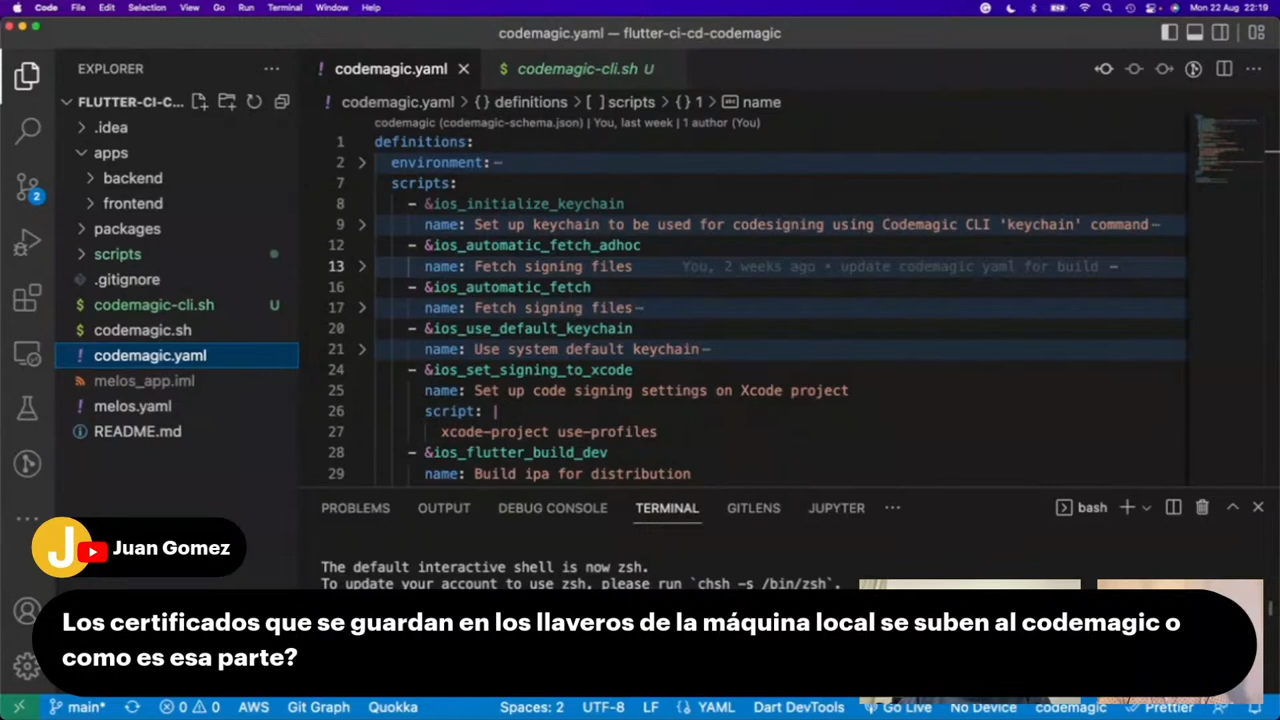 Code File Edit Selection View Go Run Terminal Window Help Mon 22 Aug 22:19
codemagic.yaml — flutter-ci-cd-codemagic
EXPLORER
FLUTTER-CI-C...
.idea
apps
backend
frontend
packages
scripts
.gitignore
codemagic-cli.sh U
codemagic.sh
codemagic.yaml
melos_app.iml
melos.yaml
README.md
2
codemagic.yaml codemagic-cli.sh U
codemagic.yaml > {} definitions > [ ] scripts > {} 1 > abc name
codemagic (codemagic-schema.json) | You, last week | 1 author (You)
1 definitions:
2 environment:
7 scripts:
8 - &ios_initialize_keychain
9 name: Set up keychain to be used for codesigning using Codemagic CLI 'keychain' command
12 - &ios_automatic_fetch_adhoc
13 name: Fetch signing files You, 2 weeks ago • update codemagic yaml for build
16 - &ios_automatic_fetch
17 name: Fetch signing files
20 - &ios_use_default_keychain
21 name: Use system default keychain
24 - &ios_set_signing_to_xcode
25 name: Set up code signing settings on Xcode project
26 script: |
27 xcode-project use-profiles
28 - &ios_flutter_build_dev
29 name: Build ipa for distribution
PROBLEMS OUTPUT DEBUG CONSOLE TERMINAL GITLENS JUPYTER bash
The default interactive shell is now zsh.
To update your account to use zsh, please run `chsh -s /bin/zsh`.
J Juan Gomez
Los certificados que se guardan en los llaveros de la máquina local se suben al codemagic o
como es esa parte?
main* 0 0 AWS Git Graph Quokka Spaces: 2 UTF-8 LF YAML Dart DevTools Go Live No Device codemagic Prettier